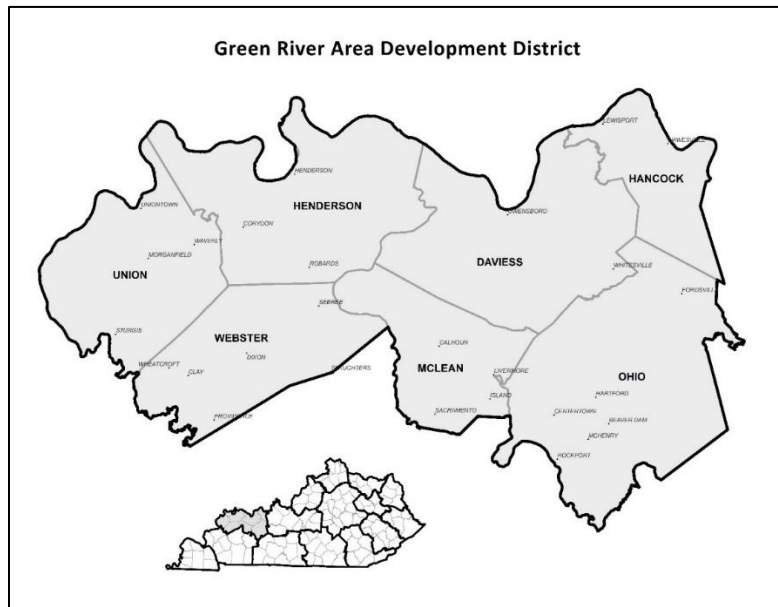 Green River Area Development District
LEWISPORT
HAWESVILLE
HANCOCK
HENDERSON
HENDERSON
UNIONTOWN
CORYDON
OWENSBORO
WAVERLY
MORGANFIELD
ROBARDS
DAVIESS
WHITESVILLE
UNION
SEBREE
FORDSVILL
STURGIS
WEBSTER
DIXON
CALHOUN
WHEATCROFT
CLAY
SLAUGHTERS
MCLEAN
LIVERMORE
OHIO
ISLAND
HARTFORD
PROVIDENCE
SACRAMENTO
CENTERTOWN
BEAVER DAM
MCHENRY
ROCKPORT